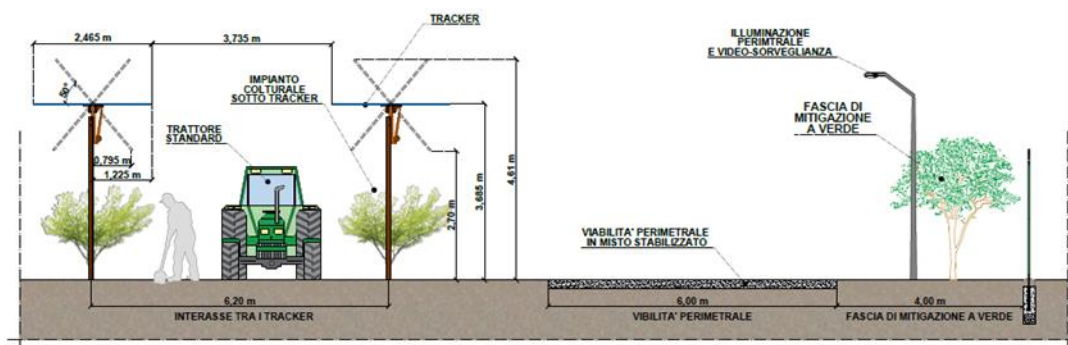 TRACKER
2,465 m
3,735 m
ILLUMINAZIONE
PERIMTRALE
E VIDEO-SORVEGLIANZA
IMPIANTO
COLTURALE
SOTTO TRACKER
50°
FASCIA DI
MITIGAZIONE
A VERDE
TRATTORE
STANDARD
0,795 m
1,225 m
2,70 m
3,685 m
4,61 m
VIABILITA' PERIMETRALE
IN MISTO STABILIZZATO
6,20 m
6,00 m
4,00 m
INTERASSE TRA I TRACKER
VIBILITA' PERIMETRALE
FASCIA DI MITIGAZIONE A VERDE